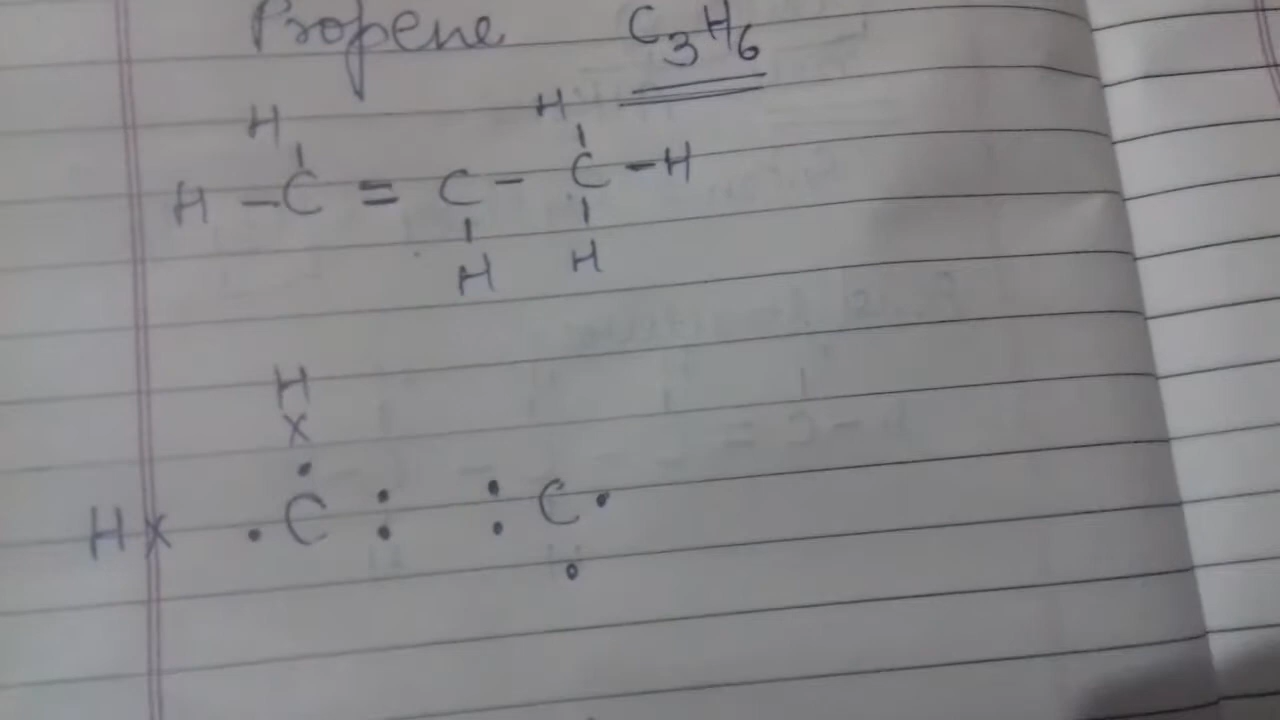 Propene C₃H₆
H H
H – C = C – C – H
H H
H
x
•
H x • C : : C •
•